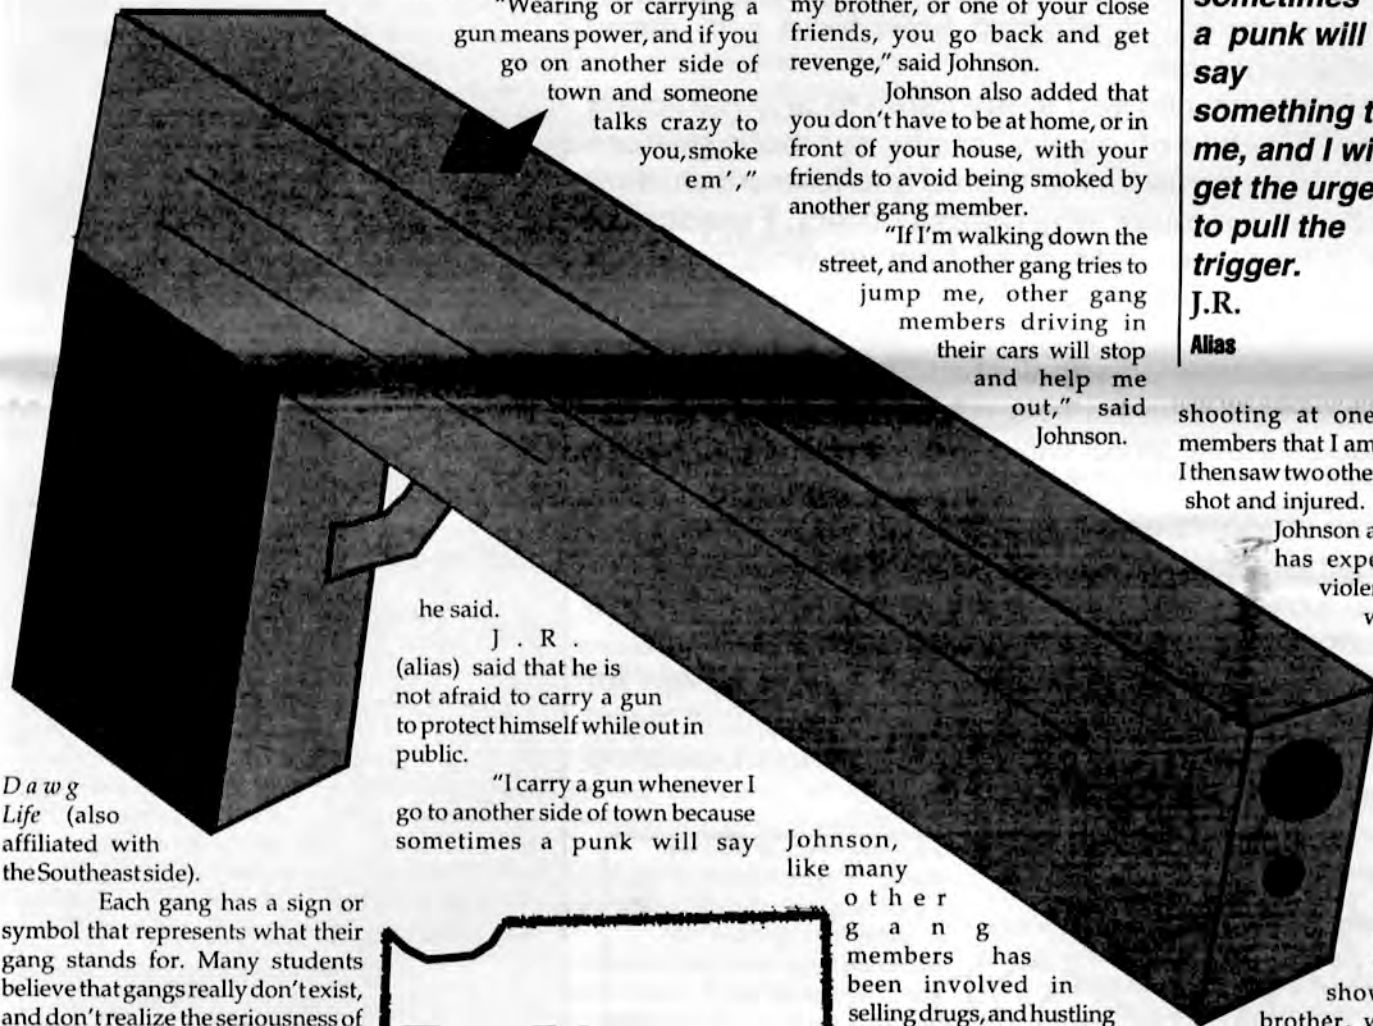 Dawg
Life (also
affiliated with
the Southeast side).
Each gang has a sign or
symbol that represents what their
gang stands for. Many students
believe that gangs really don't exist,
and don't realize the seriousness of
"Wearing or carrying a
gun means power, and if you
go on another side of
town and someone
talks crazy to
you, smoke
em',"
he said.
J.R.
(alias) said that he is
not afraid to carry a gun
to protect himself while out in
public.
"I carry a gun whenever I
go to another side of town because
sometimes a punk will say
my brother, or one of your close
friends, you go back and get
revenge," said Johnson.
Johnson also added that
you don't have to be at home, or in
front of your house, with your
friends to avoid being smoked by
another gang member.
"If I'm walking down the
street, and another gang tries to
jump me, other gang
members driving in
their cars will stop
and help me
out," said
Johnson.
Johnson,
like many
other
gang
members has
been involved in
selling drugs, and hustling
sometimes
a punk will
say
something
me, and I
get the urge
to pull the
trigger.
J.R.
Alias
shooting at one
members that I am
I then saw two
shot and injured.
Johnson
has
brother,